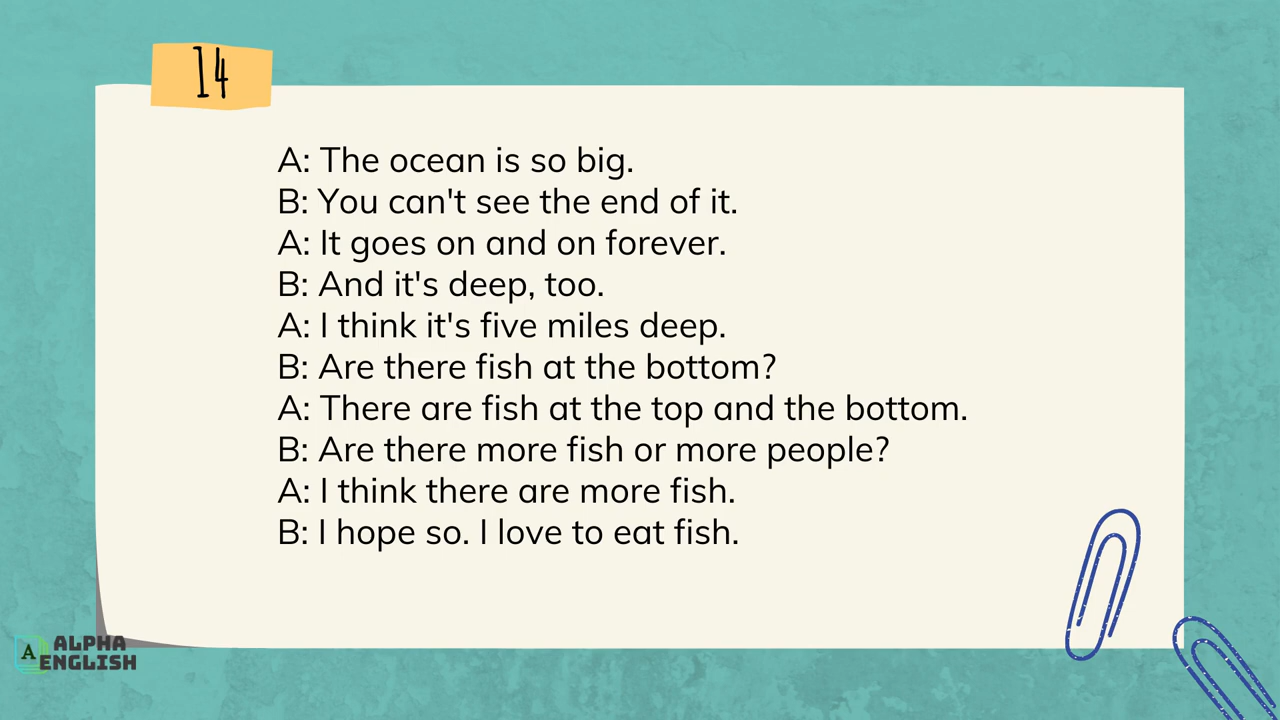 14
A: The ocean is so big.
B: You can't see the end of it.
A: It goes on and on forever.
B: And it's deep, too.
A: I think it's five miles deep.
B: Are there fish at the bottom?
A: There are fish at the top and the bottom.
B: Are there more fish or more people?
A: I think there are more fish.
B: I hope so. I love to eat fish.
A
ALPHA
ENGLISH